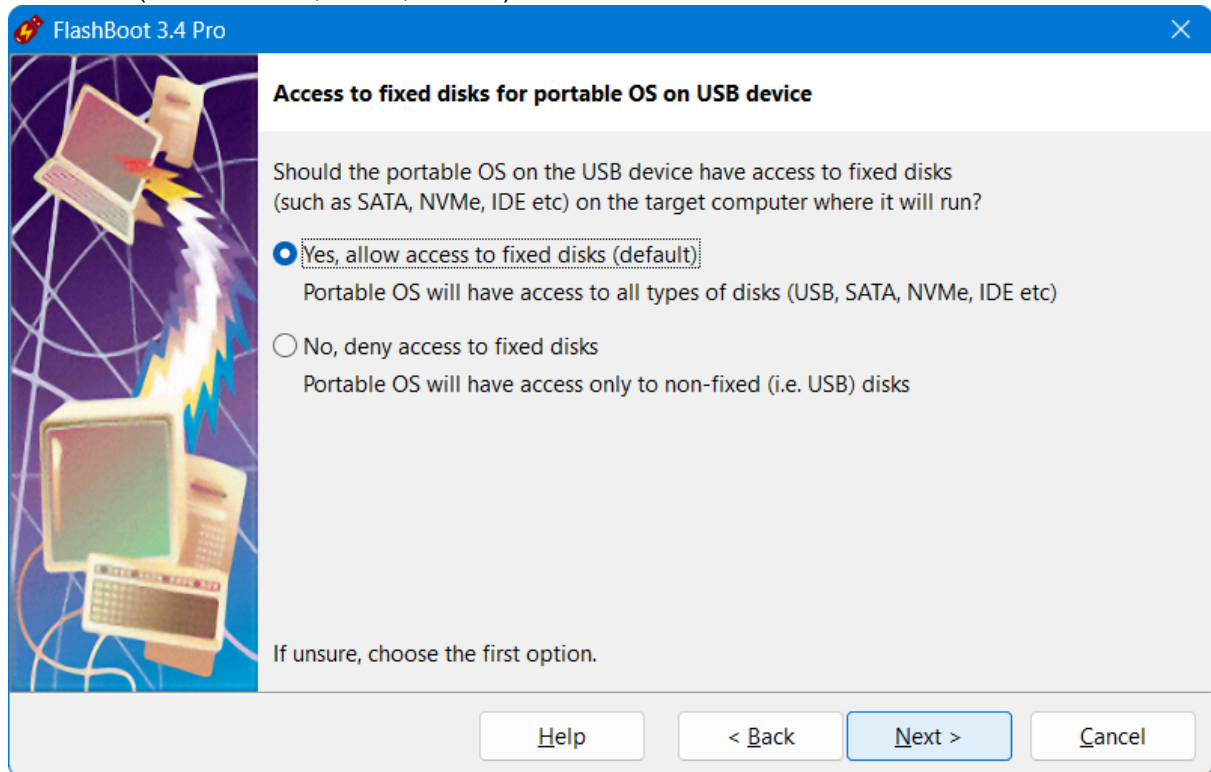 FlashBoot 3.4 Pro
Access to fixed disks for portable OS on USB device
Should the portable OS on the USB device have access to fixed disks
(such as SATA, NVMe, IDE etc) on the target computer where it will run?
Yes, allow access to fixed disks (default)
Portable OS will have access to all types of disks (USB, SATA, NVMe, IDE etc)
No, deny access to fixed disks
Portable OS will have access only to non-fixed (i.e. USB) disks
If unsure, choose the first option.
Help
< Back
Next >
Cancel